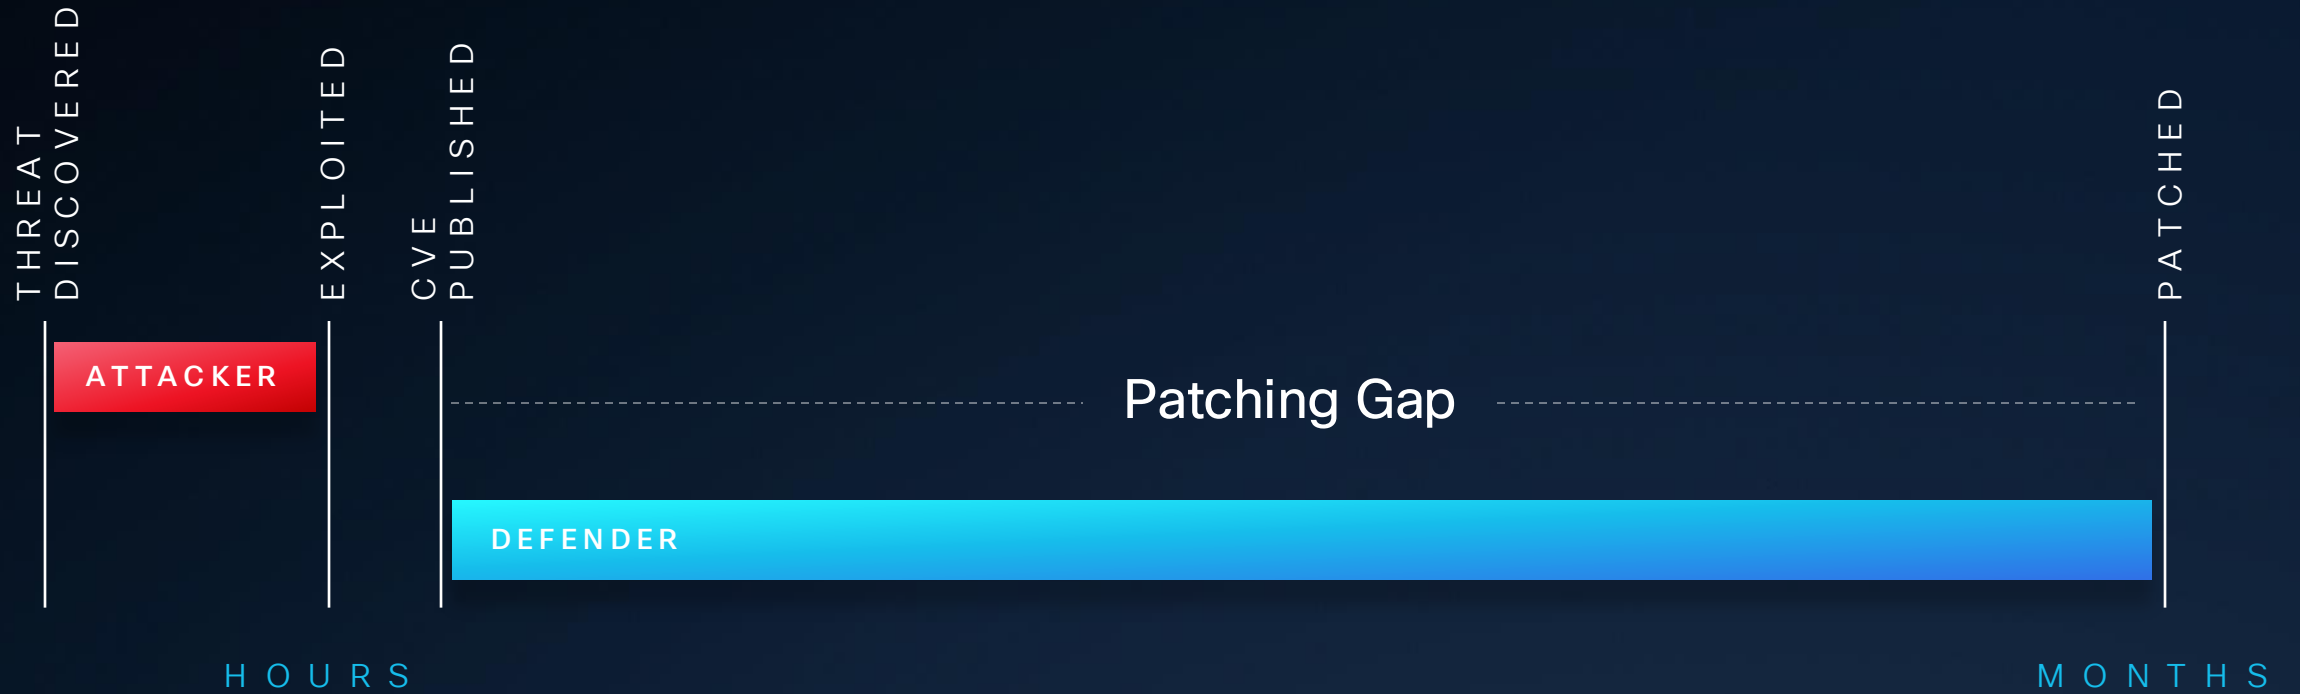 THREAT
DISCOVERED
EXPLOITED
CVE
PUBLISHED
PATCHED
ATTACKER
Patching Gap
DEFENDER
HOURS
MONTHS